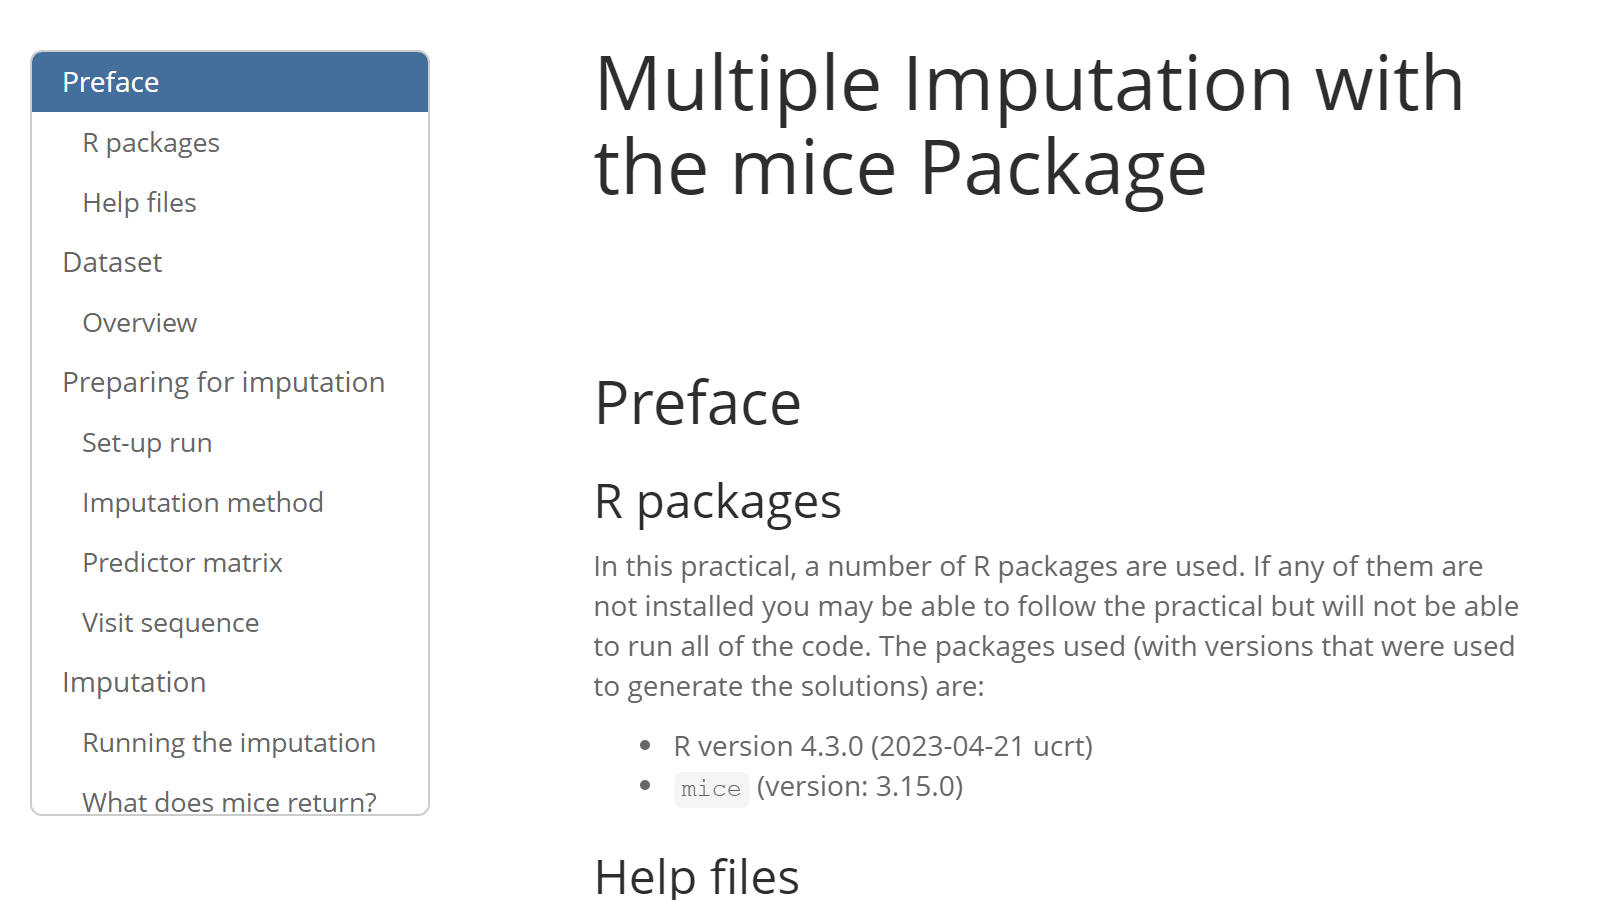 Preface
R packages
Help files
Dataset
Overview
Preparing for imputation
Set-up run
Imputation method
Predictor matrix
Visit sequence
Imputation
Running the imputation
What does mice return?
Multiple Imputation with
the mice Package
Preface
R packages
In this practical, a number of R packages are used. If any of them are
not installed you may be able to follow the practical but will not be able
to run all of the code. The packages used (with versions that were used
to generate the solutions) are:
R version 4.3.0 (2023-04-21 ucrt)
mice (version: 3.15.0)
Help files